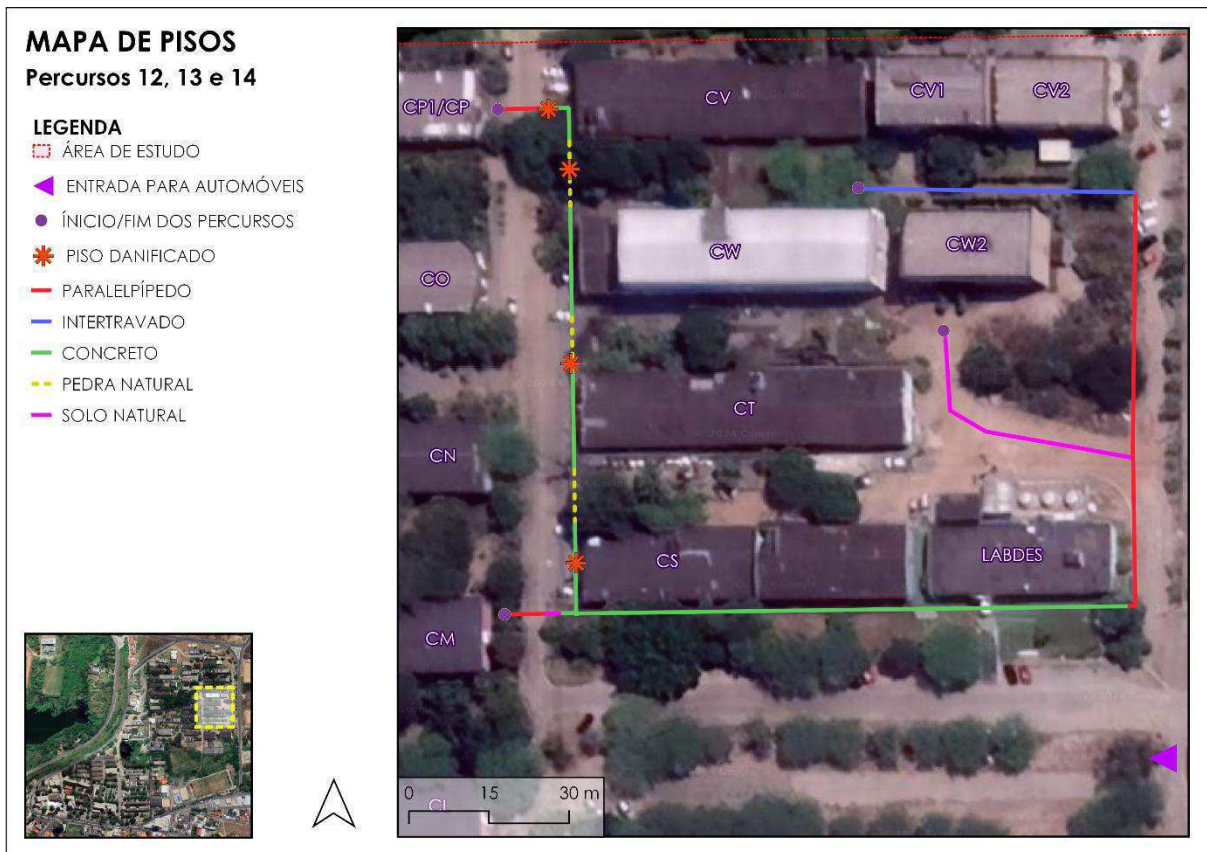 MAPA DE PISOS
Percursos 12, 13 e 14
LEGENDA
ÁREA DE ESTUDO
ENTRADA PARA AUTOMÓVEIS
ÍNICIO/FIM DOS PERCURSOS
PISO DANIFICADO
PARALELPÍPEDO
INTERTRAVADO
CONCRETO
PEDRA NATURAL
SOLO NATURAL
CP1/CP
CV
CV1
CV2
CW
CW2
CO
CT
CN
CS
LABDES
CM
CL
0 15 30 m